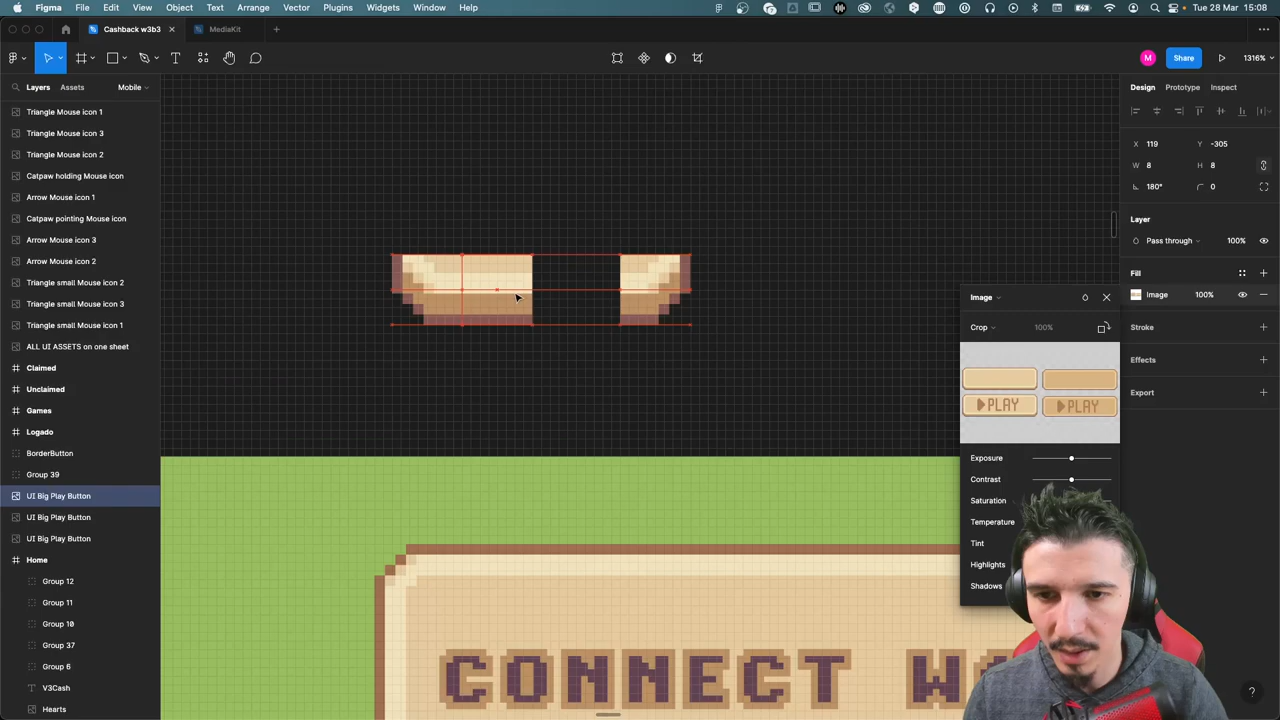 Figma File Edit View Object Text Arrange Vector Plugins Widgets Window Help Tue 28 Mar 15:08
Cashback w3b3 MediaKit
M Share 1316%
Layers Assets Mobile Design Prototype Inspect
Triangle Mouse icon 1
Triangle Mouse icon 3
Triangle Mouse icon 2
Catpaw holding Mouse icon
Arrow Mouse icon 1
Catpaw pointing Mouse icon
Arrow Mouse icon 3
Arrow Mouse icon 2
Triangle small Mouse icon 2
Triangle small Mouse icon 3
Triangle small Mouse icon 1
ALL UI ASSETS on one sheet
Claimed
Unclaimed
Games
Logado
BorderButton
Group 39
UI Big Play Button
UI Big Play Button
UI Big Play Button
Home
Group 12
Group 11
Group 10
Group 37
Group 6
V3Cash
Hearts
CONNECT
X 119 Y -305
W 8 H 8
180° 0
Layer
Pass through 100%
Fill
Image 100%
Stroke
Effects
Export
Image
Crop 100%
PLAY PLAY
Exposure
Contrast
Saturation
Temperature
Tint
Highlights
Shadows
?